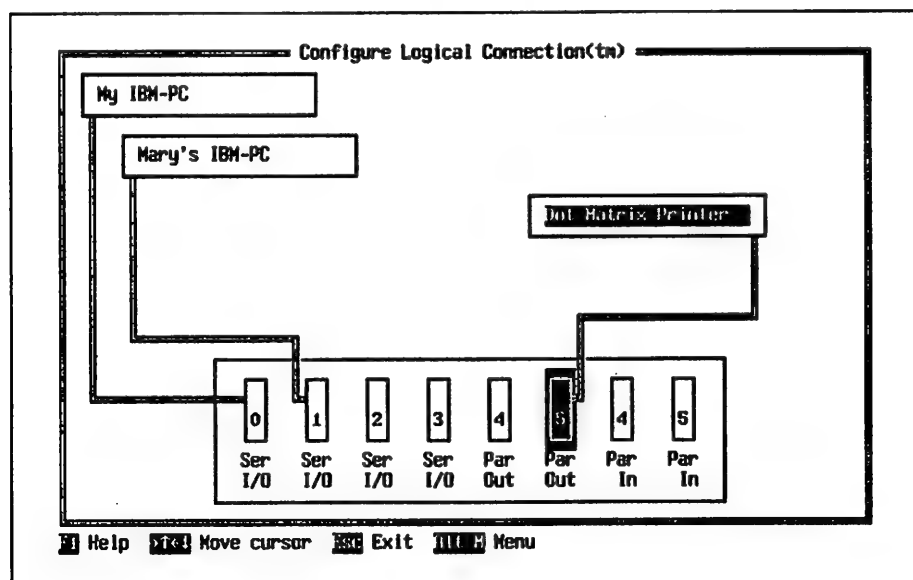 Configure Logical Connection(tm)
My IBM-PC
Mary's IBM-PC
Dot Matrix Printer
0 1 2 3 4 5 4 5
Ser Ser Ser Ser Par Par Par Par
I/O I/O I/O I/O Out Out In In
F1 Help Move cursor ESC Exit Menu